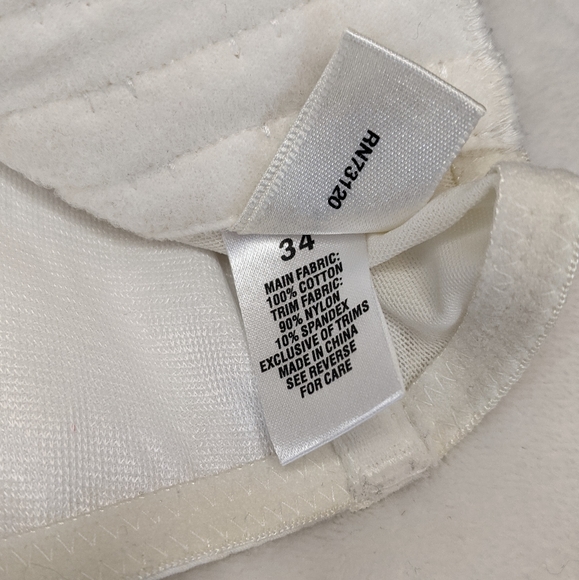 RN73120
34
MAIN FABRIC:
100% COTTON
TRIM FABRIC:
90% NYLON
10% SPANDEX
EXCLUSIVE OF TRIMS
MADE IN CHINA
SEE REVERSE
FOR CARE